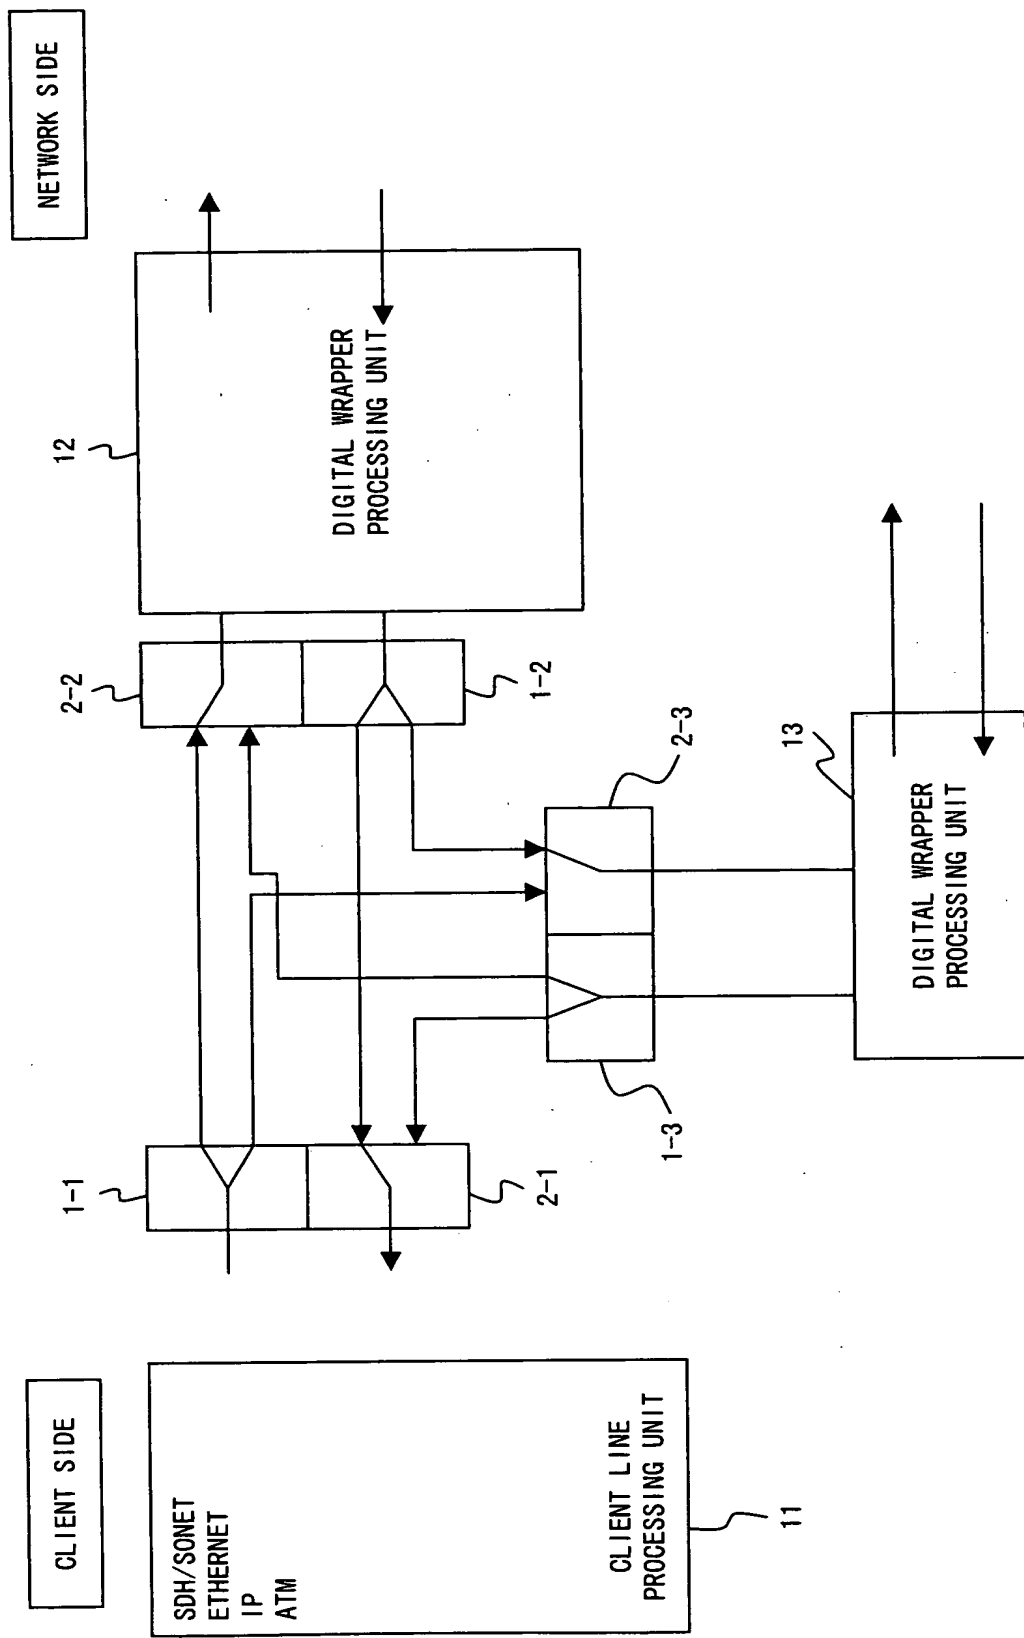 CLIENT SIDE
NETWORK SIDE
SDH/SONET
ETHERNET
IP
ATM
CLIENT LINE
PROCESSING UNIT
11
1-1
2-1
2-2
1-2
12
DIGITAL WRAPPER
PROCESSING UNIT
1-3
2-3
13
DIGITAL WRAPPER
PROCESSING UNIT